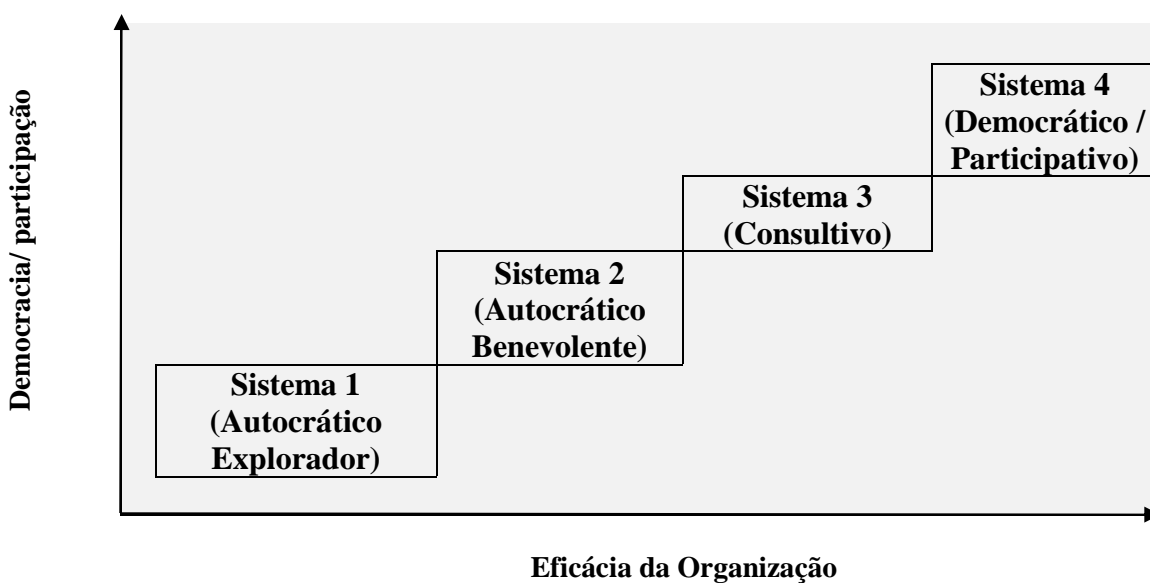 Democracia/ participação
Sistema 4
(Democrático /
Participativo)
Sistema 3
(Consultivo)
Sistema 2
(Autocrático
Benevolente)
Sistema 1
(Autocrático
Explorador)
Eficácia da Organização